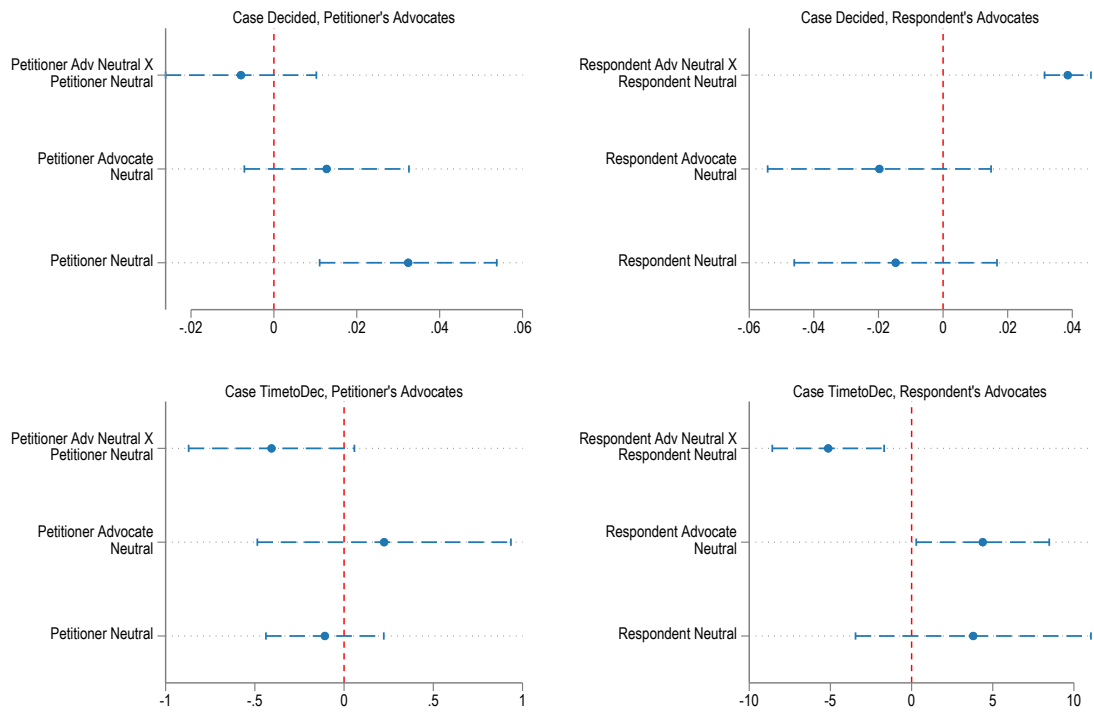 Case Decided, Petitioner's Advocates
Petitioner Adv Neutral X
Petitioner Neutral
Petitioner Advocate
Neutral
Petitioner Neutral
-.02 0 .02 .04 .06
Case Decided, Respondent's Advocates
Respondent Adv Neutral X
Respondent Neutral
Respondent Advocate
Neutral
Respondent Neutral
-.06 -.04 -.02 0 .02 .04
Case TimetoDec, Petitioner's Advocates
Petitioner Adv Neutral X
Petitioner Neutral
Petitioner Advocate
Neutral
Petitioner Neutral
-1 -.5 0 .5 1
Case TimetoDec, Respondent's Advocates
Respondent Adv Neutral X
Respondent Neutral
Respondent Advocate
Neutral
Respondent Neutral
-10 -5 0 5 10